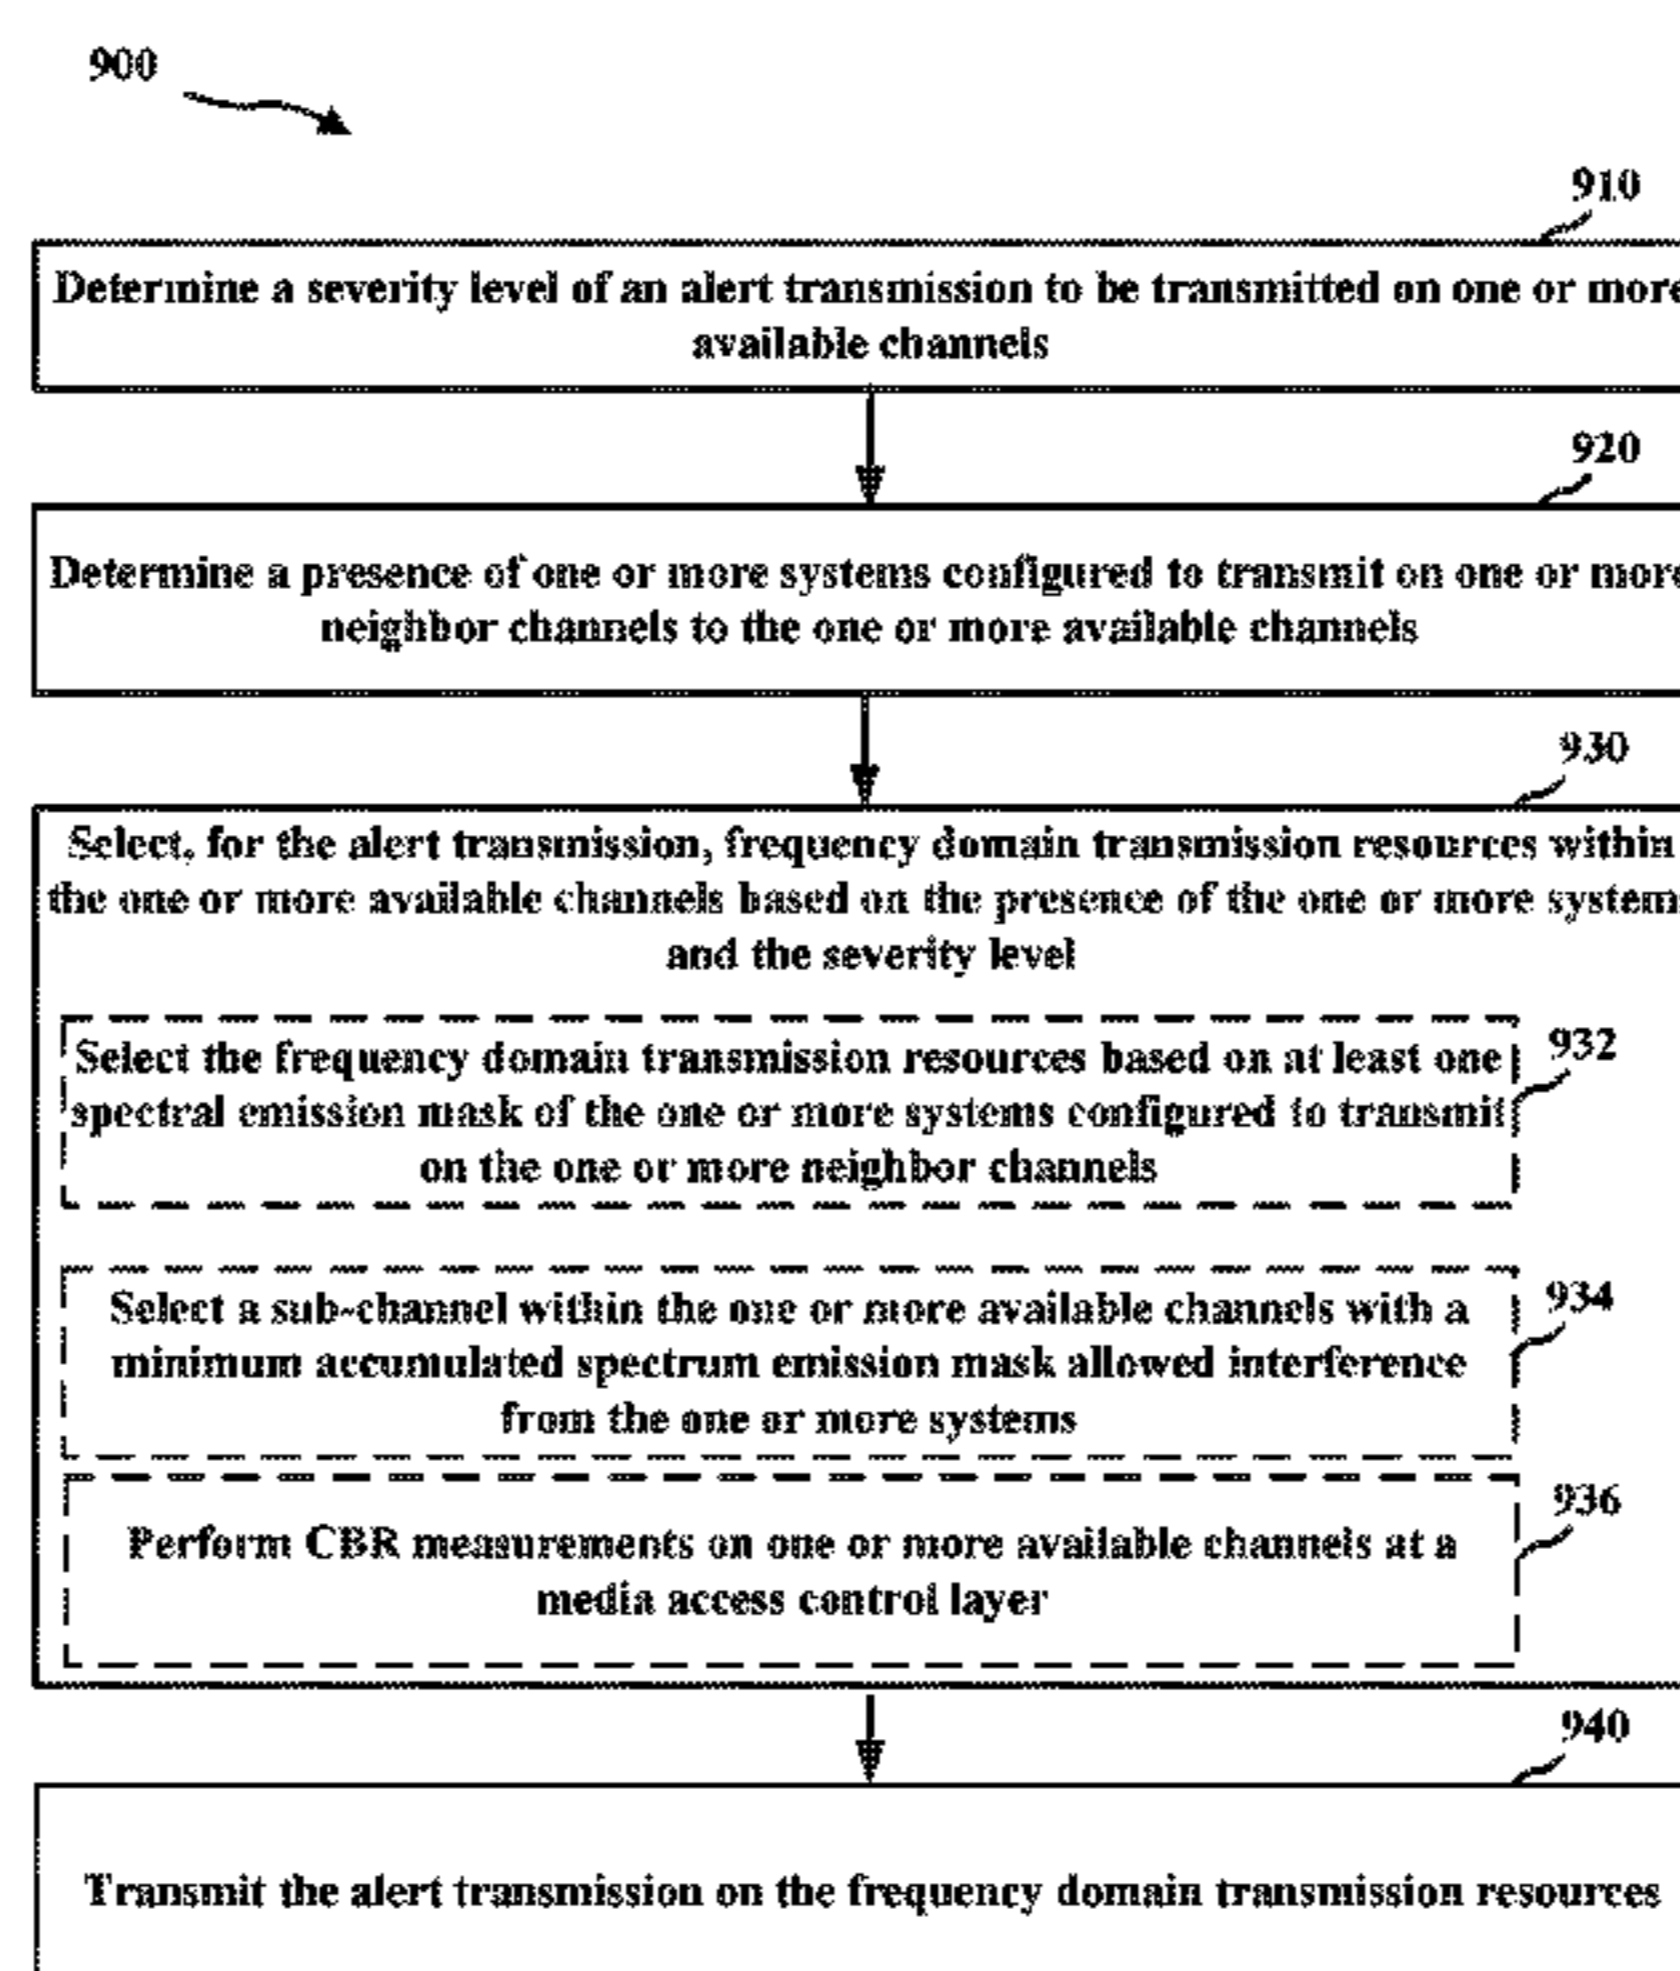 900
910
Determine a severity level of an alert transmission to be transmitted on one or more
available channels
920
Determine a presence of one or more systems configured to transmit on one or more
neighbor channels to the one or more available channels
930
Select, for the alert transmission, frequency domain transmission resources within
the one or more available channels based on the presence of the one or more system
and the severity level
932
Select the frequency domain transmission resources based on at least one
spectral emission mask of the one or more systems configured to transmit
on the one or more neighbor channels
934
Select a sub-channel within the one or more available channels with a
minimum accumulated spectrum emission mask allowed interference
from the one or more systems
936
Perform CBR measurements on one or more available channels at a
media access control layer
940
Transmit the alert transmission on the frequency domain transmission resources